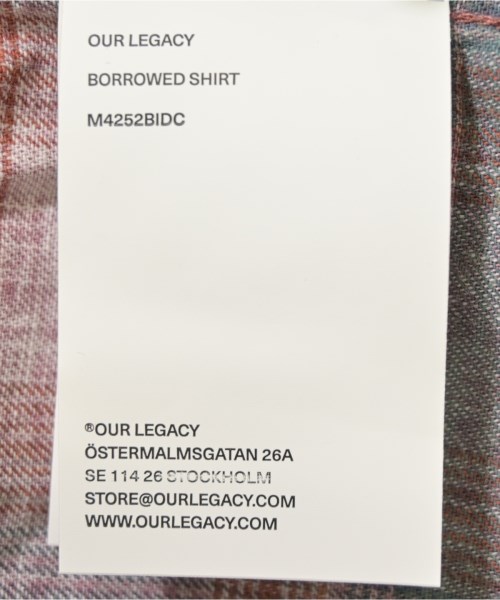 OUR LEGACY
BORROWED SHIRT
M4252BIDC
®OUR LEGACY
ÖSTERMALMSGATAN 26A
SE 114 26 STOCKHOLM
STORE@OURLEGACY.COM
WWW.OURLEGACY.COM